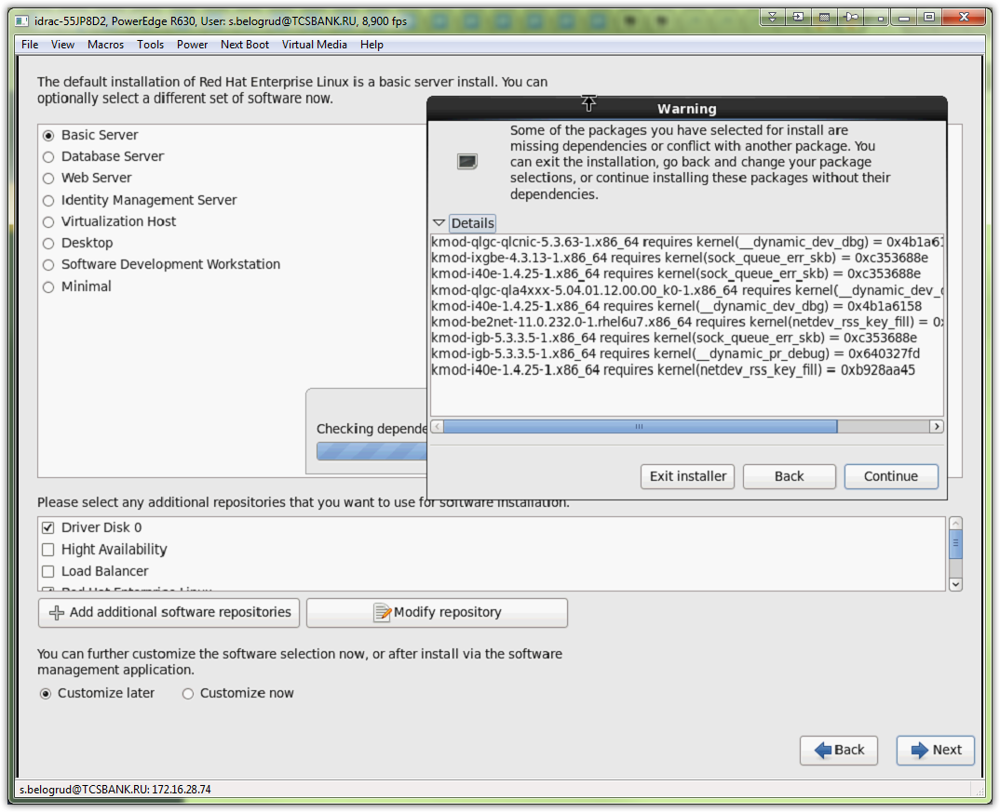 idrac-55JP8D2, PowerEdge R630, User: s.belogrud@TCSBANK.RU, 8,900 fps
File View Macros Tools Power Next Boot Virtual Media Help
The default installation of Red Hat Enterprise Linux is a basic server install. You can
optionally select a different set of software now.
Basic Server
Database Server
Web Server
Identity Management Server
Virtualization Host
Desktop
Software Development Workstation
Minimal
Checking depende
Warning
Some of the packages you have selected for install are
missing dependencies or conflict with another package. You
can exit the installation, go back and change your package
selections, or continue installing these packages without their
dependencies.
Details
kmod-qlgc-qlcnic-5.3.63-1.x86_64 requires kernel(__dynamic_dev_dbg) = 0x4b1a61
kmod-ixgbe-4.3.13-1.x86_64 requires kernel(sock_queue_err_skb) = 0xc353688e
kmod-i40e-1.4.25-1.x86_64 requires kernel(sock_queue_err_skb) = 0xc353688e
kmod-qlgc-qla4xxx-5.04.01.12.00.00_k0-1.x86_64 requires kernel(__dynamic_dev_d
kmod-i40e-1.4.25-1.x86_64 requires kernel(__dynamic_dev_dbg) = 0x4b1a6158
kmod-be2net-11.0.232.0-1.rhel6u7.x86_64 requires kernel(netdev_rss_key_fill) = 0x
kmod-igb-5.3.3.5-1.x86_64 requires kernel(sock_queue_err_skb) = 0xc353688e
kmod-igb-5.3.3.5-1.x86_64 requires kernel(__dynamic_pr_debug) = 0x640327fd
kmod-i40e-1.4.25-1.x86_64 requires kernel(netdev_rss_key_fill) = 0xb928aa45
Exit installer Back Continue
Please select any additional repositories that you want to use for software installation.
Driver Disk 0
Hight Availability
Load Balancer
Red Hat Enterprise Linux
Add additional software repositories Modify repository
You can further customize the software selection now, or after install via the software
management application.
Customize later Customize now
Back Next
s.belogrud@TCSBANK.RU: 172.16.28.74